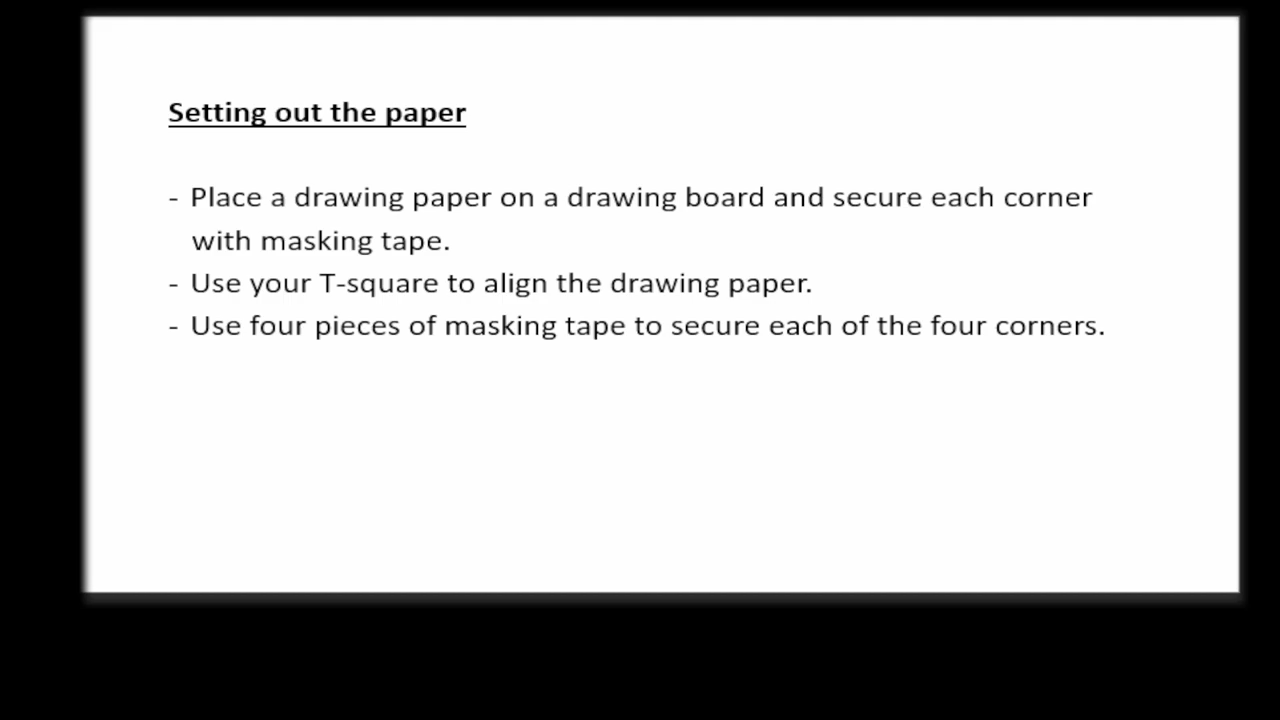 Setting out the paper
- Place a drawing paper on a drawing board and secure each corner
with masking tape.
- Use your T-square to align the drawing paper.
- Use four pieces of masking tape to secure each of the four corners.